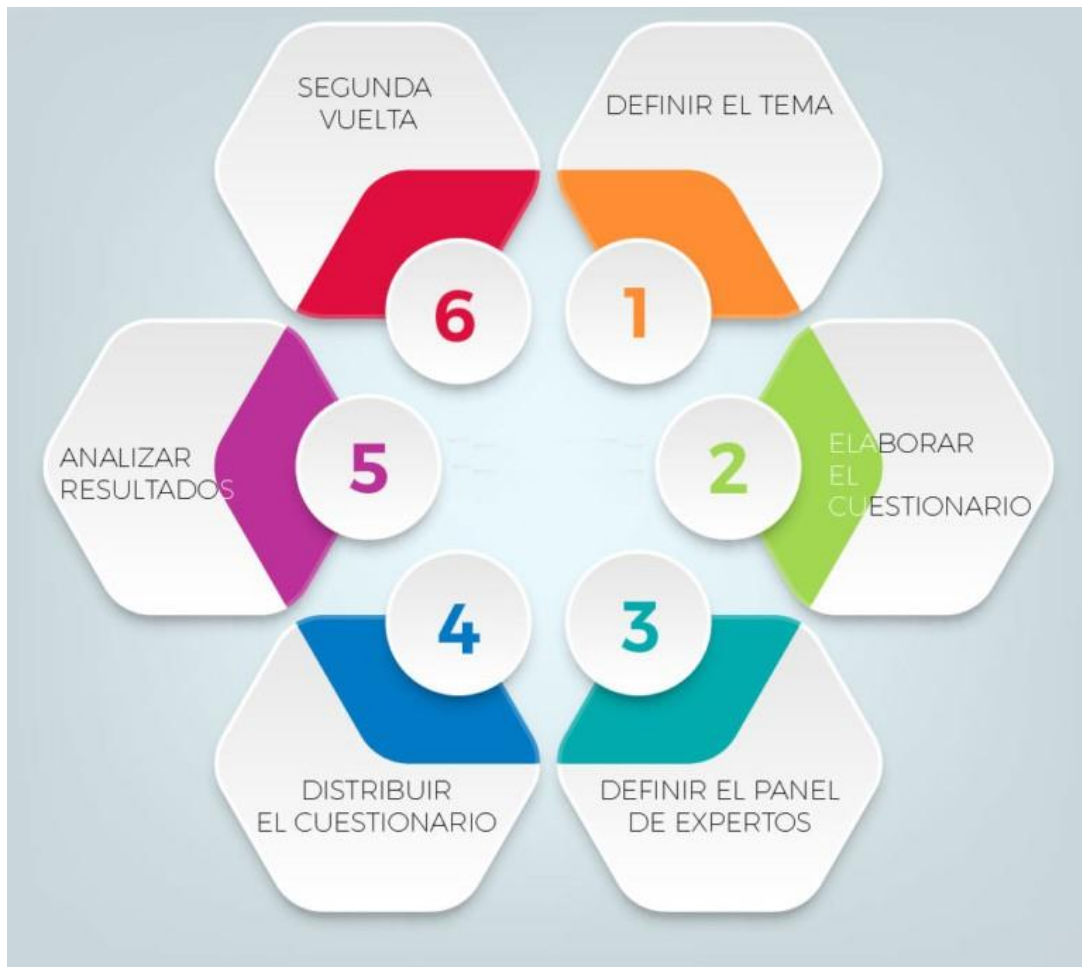 1
DEFINIR EL TEMA
2
ELABORAR
EL
CUESTIONARIO
3
DEFINIR EL PANEL
DE EXPERTOS
4
DISTRIBUIR
EL CUESTIONARIO
5
ANALIZAR
RESULTADOS
6
SEGUNDA
VUELTA